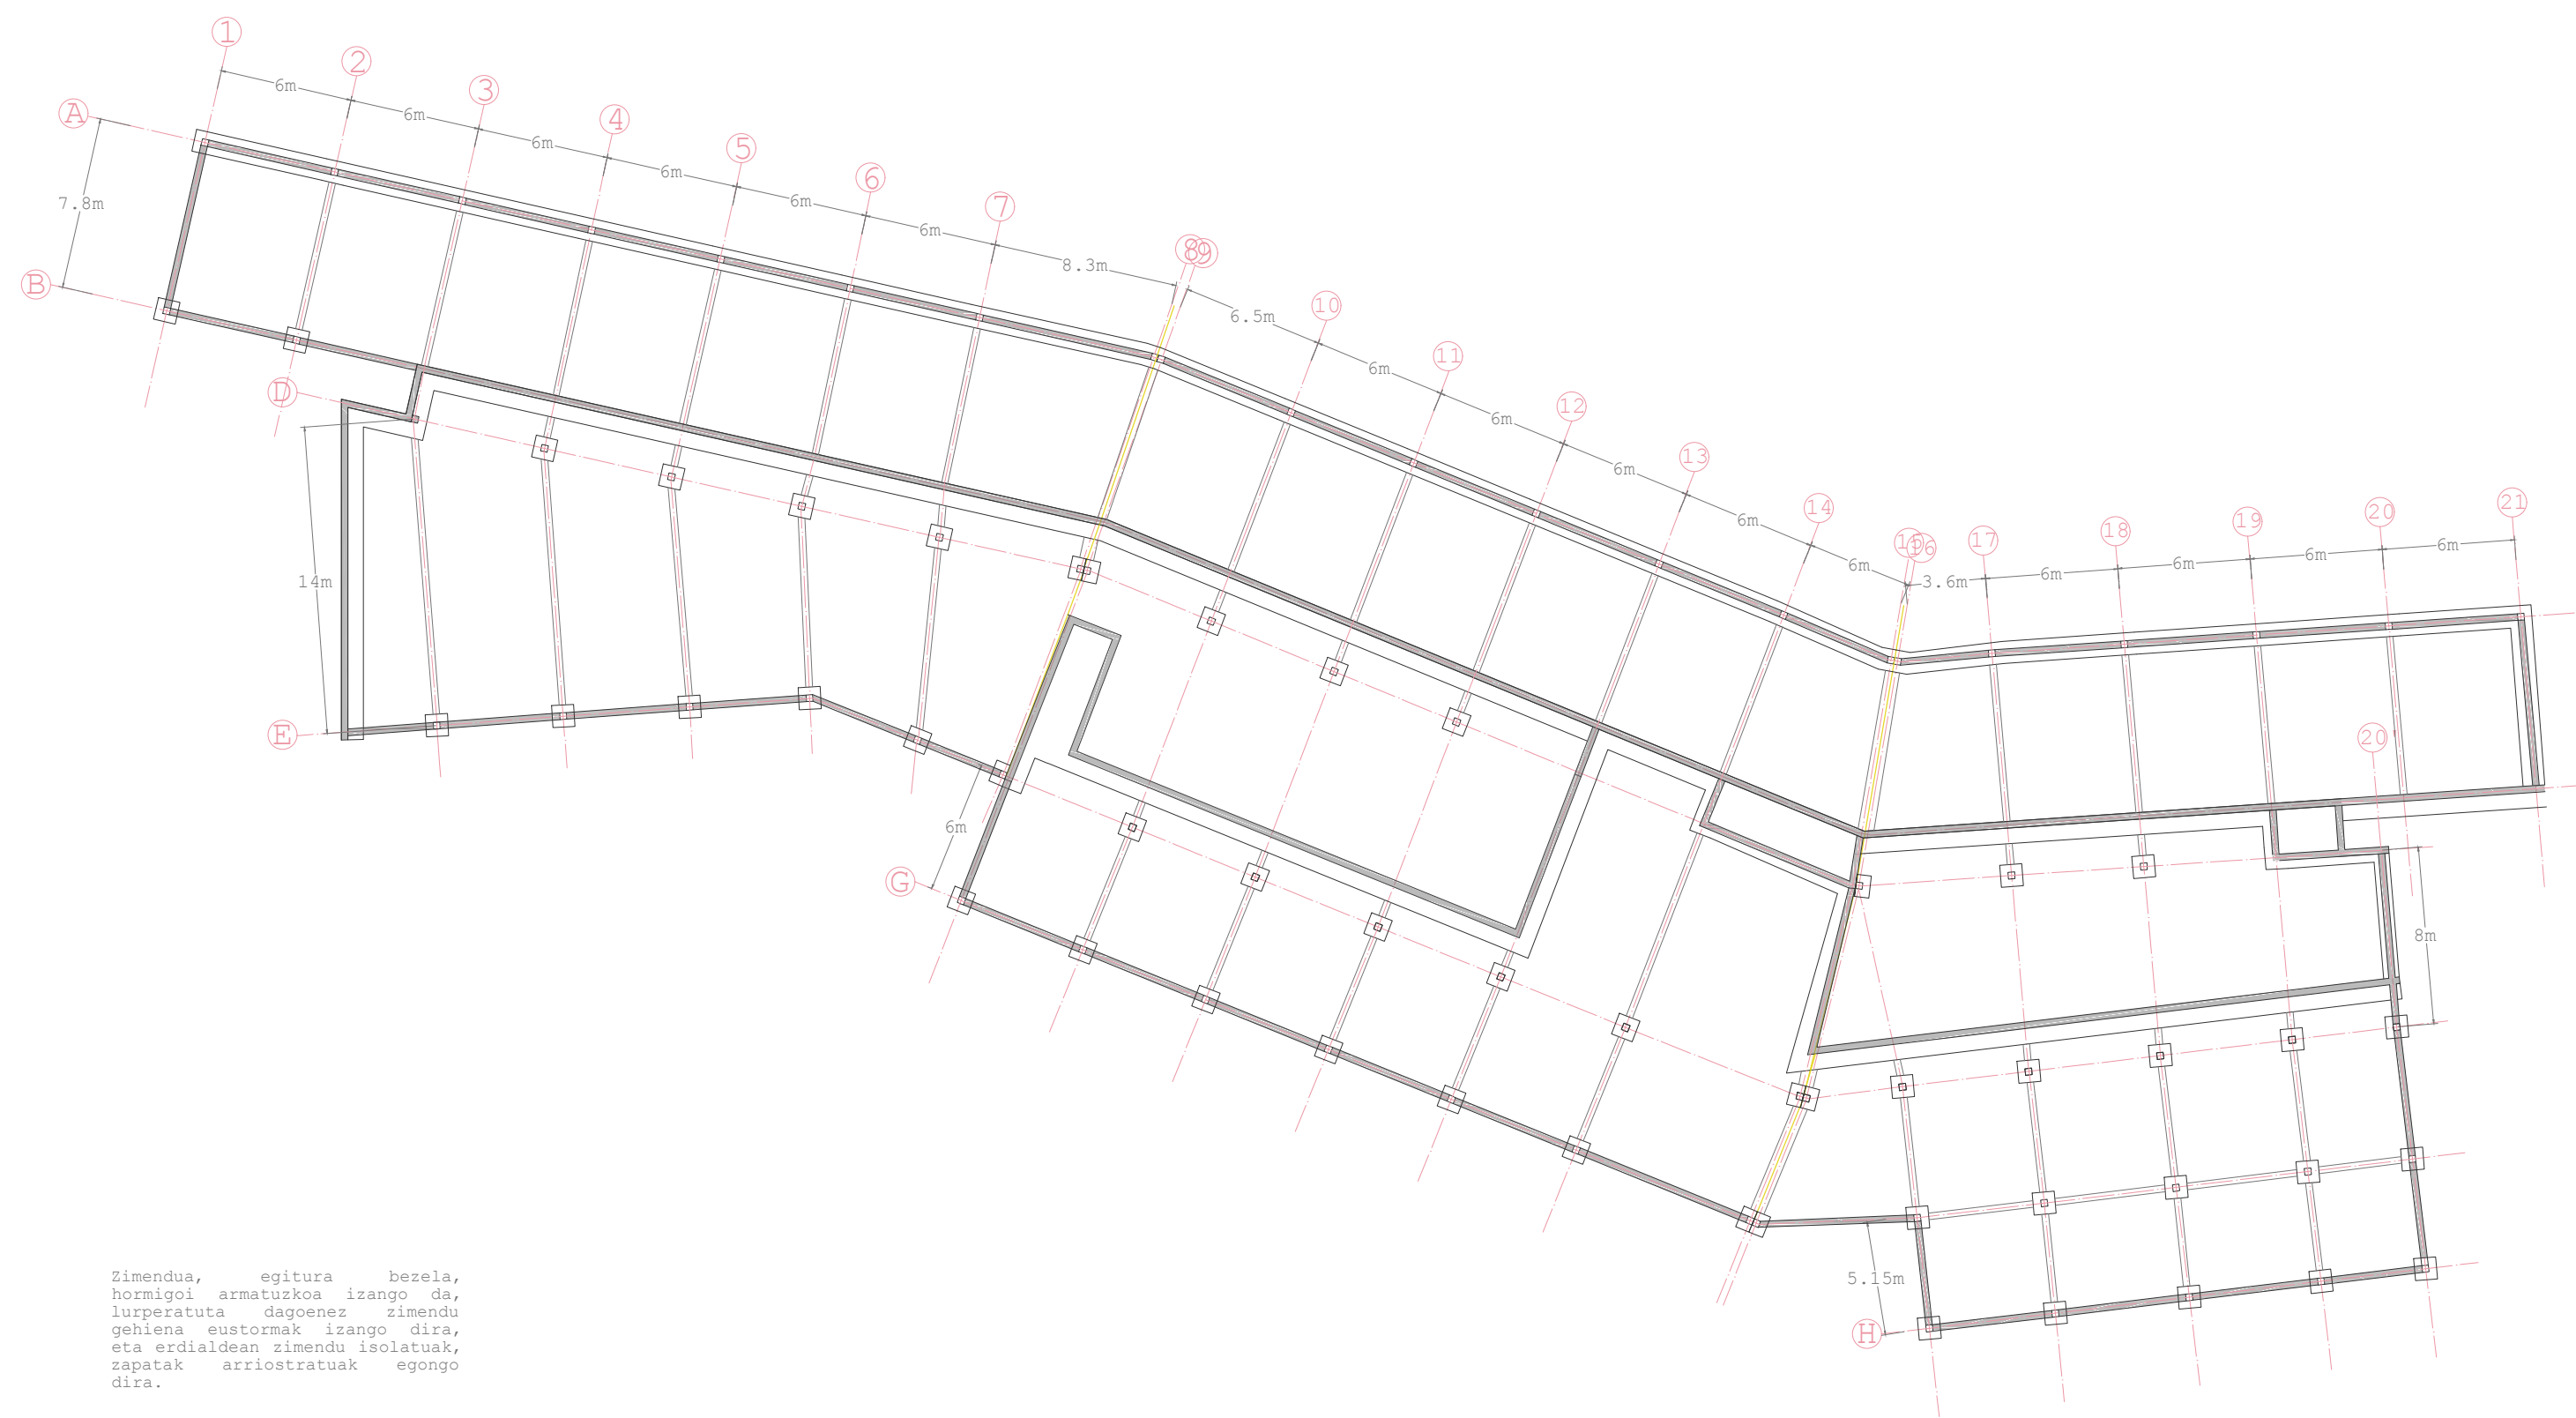 1
2
3
4
5
6
7
8
9
10
11
12
13
14
15
16
17
18
19
20
21
20
A
B
D
E
G
H
6m
6m
6m
6m
6m
6m
8.3m
6.5m
6m
6m
6m
6m
6m
3.6m
6m
6m
6m
6m
7.8m
14m
6m
8m
5.15m
Zimendua, egitura bezela,
hormigoi armatuzkoa izango da,
lurperatuta dagoenez zimendu
gehiena eustormak izango dira,
eta erdialdean zimendu isolatuak,
zapatak arriostratuak egongo
dira.